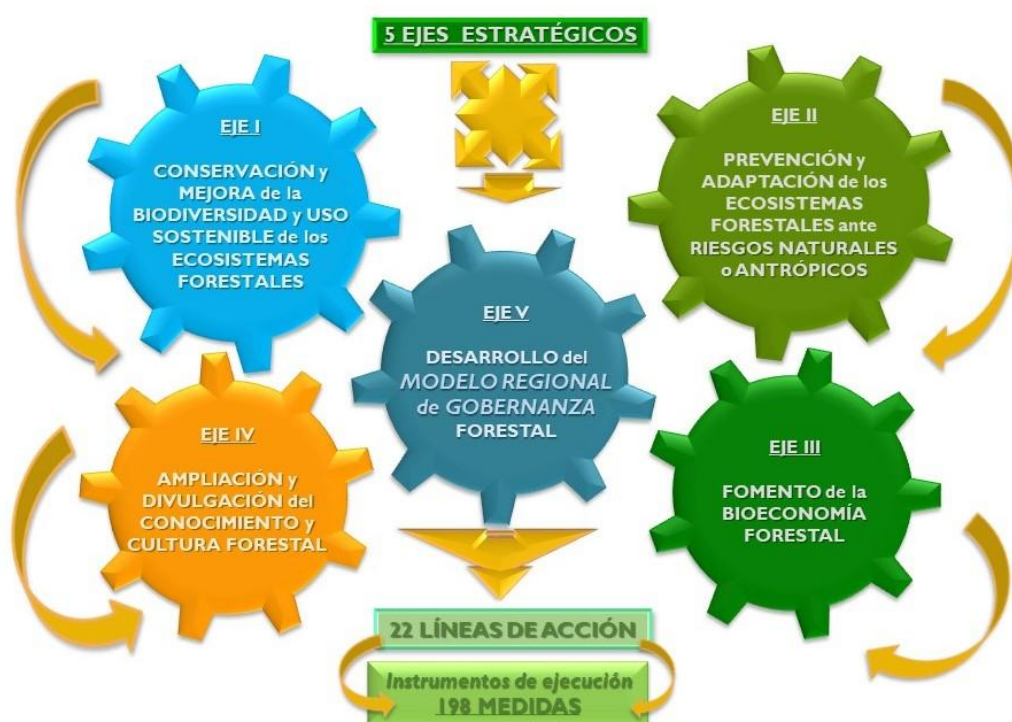 5 EJES ESTRATÉGICOS
EJE I
CONSERVACIÓN y
MEJORA de la
BIODIVERSIDAD y USO
SOSTENIBLE de los
ECOSISTEMAS
FORESTALES
EJE II
PREVENCIÓN y
ADAPTACIÓN de los
ECOSISTEMAS
FORESTALES ante
RIESGOS NATURALES
o ANTRÓPICOS
EJE V
DESARROLLO del
MODELO REGIONAL
de GOBERNANZA
FORESTAL
EJE IV
AMPLIACIÓN y
DIVULGACIÓN del
CONOCIMIENTO y
CULTURA FORESTAL
EJE III
FOMENTO de la
BIOECONOMÍA
FORESTAL
22 LÍNEAS DE ACCIÓN
Instrumentos de ejecución
198 MEDIDAS